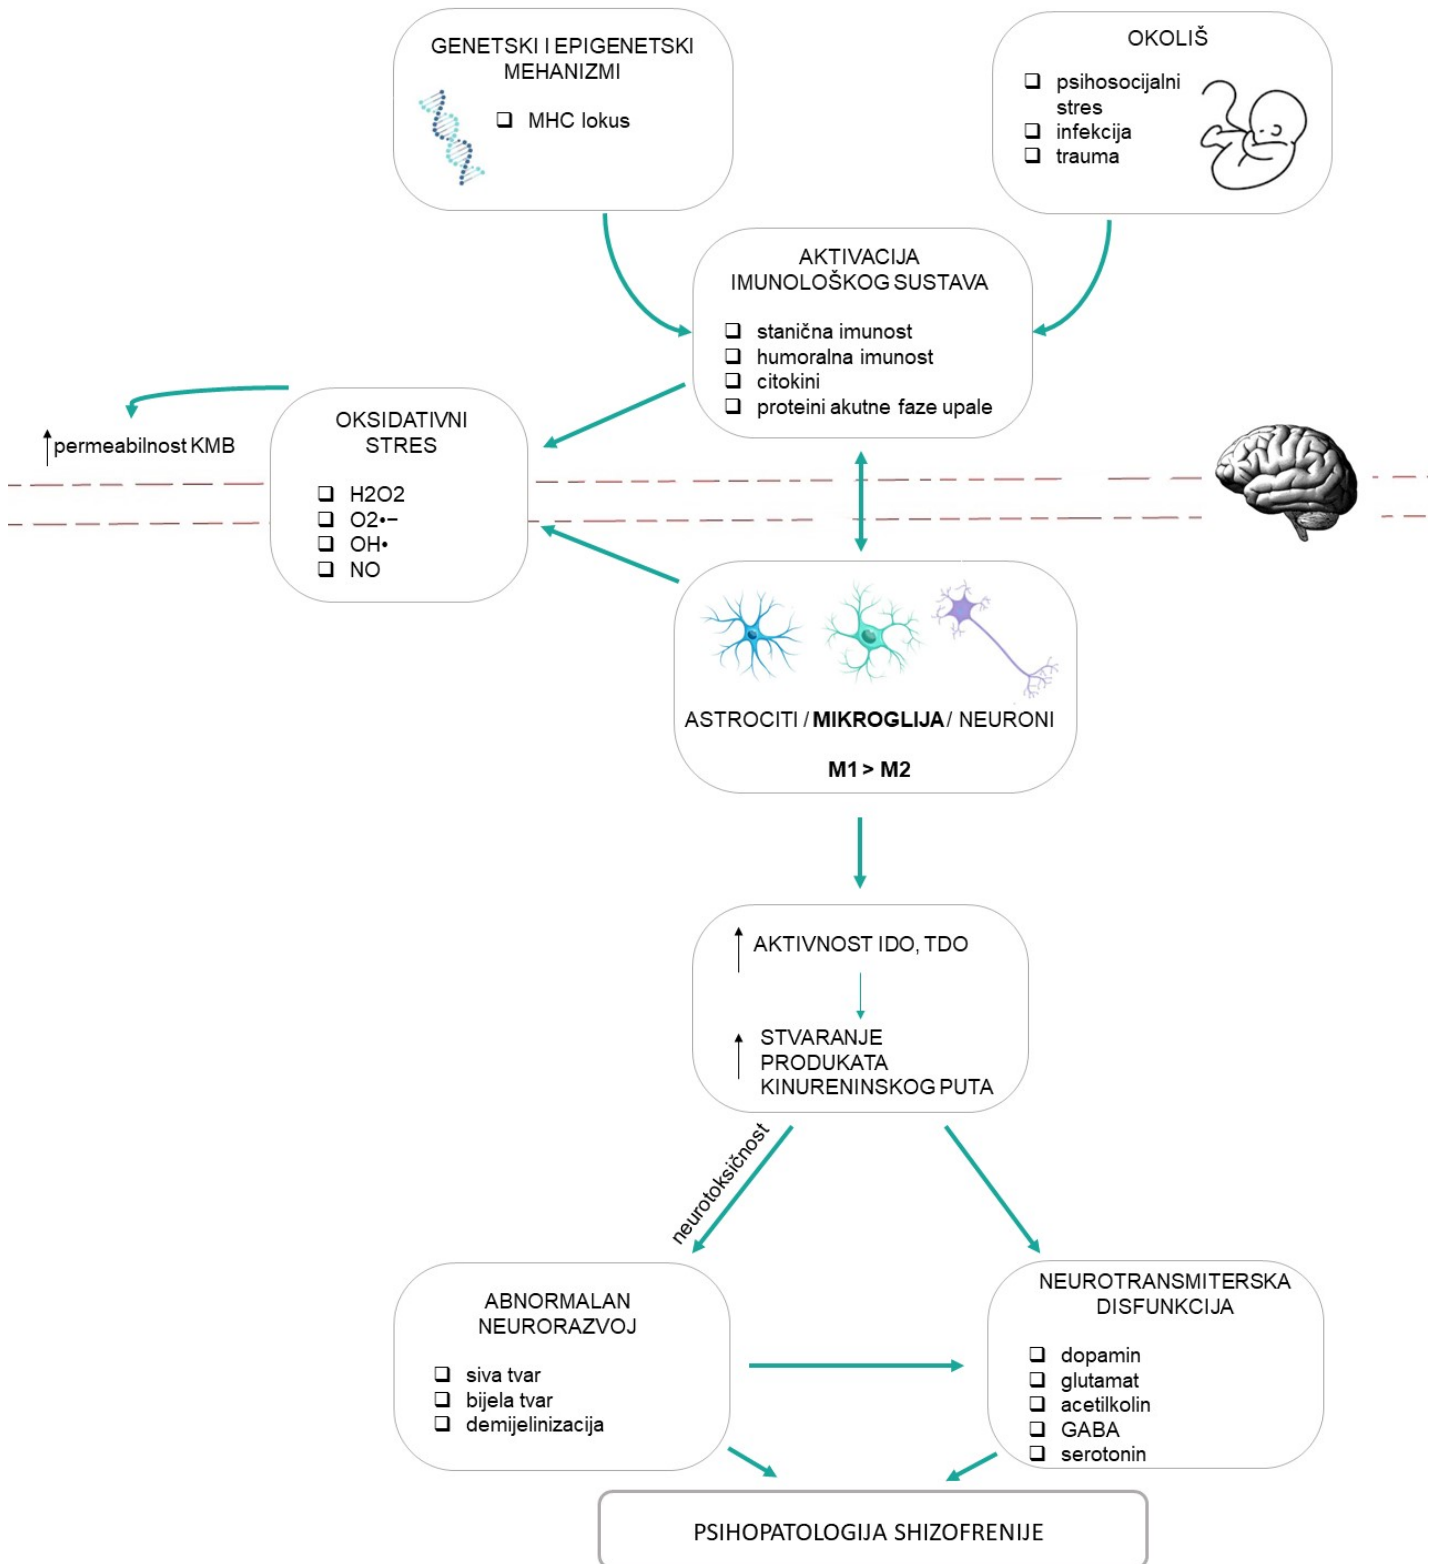 GENETSKI I EPIGENETSKI
MEHANIZMI
❑ MHC lokus
OKOLIŠ
❑ psihosocijalni
stres
❑ infekcija
❑ trauma
AKTIVACIJA
IMUNOLOŠKOG SUSTAVA
❑ stanična imunost
❑ humoralna imunost
❑ citokini
❑ proteini akutne faze upale
↑permeabilnost KMB
OKSIDATIVNI
STRES
❑ H2O2
❑ O2•−
❑ OH•
❑ NO
ASTROCITI / MIKROGLIJA / NEURONI
M1 > M2
↑ AKTIVNOST IDO, TDO
↑ STVARANJE
PRODUKATA
KINURENINSKOG PUTA
neurotoksičnost
ABNORMALAN
NEURORAZVOJ
❑ siva tvar
❑ bijela tvar
❑ demijelinizacija
NEUROTRANSMITERSKA
DISFUNKCIJA
❑ dopamin
❑ glutamat
❑ acetilkolin
❑ GABA
❑ serotonin
PSIHOPATOLOGIJA SHIZOFRENIJE